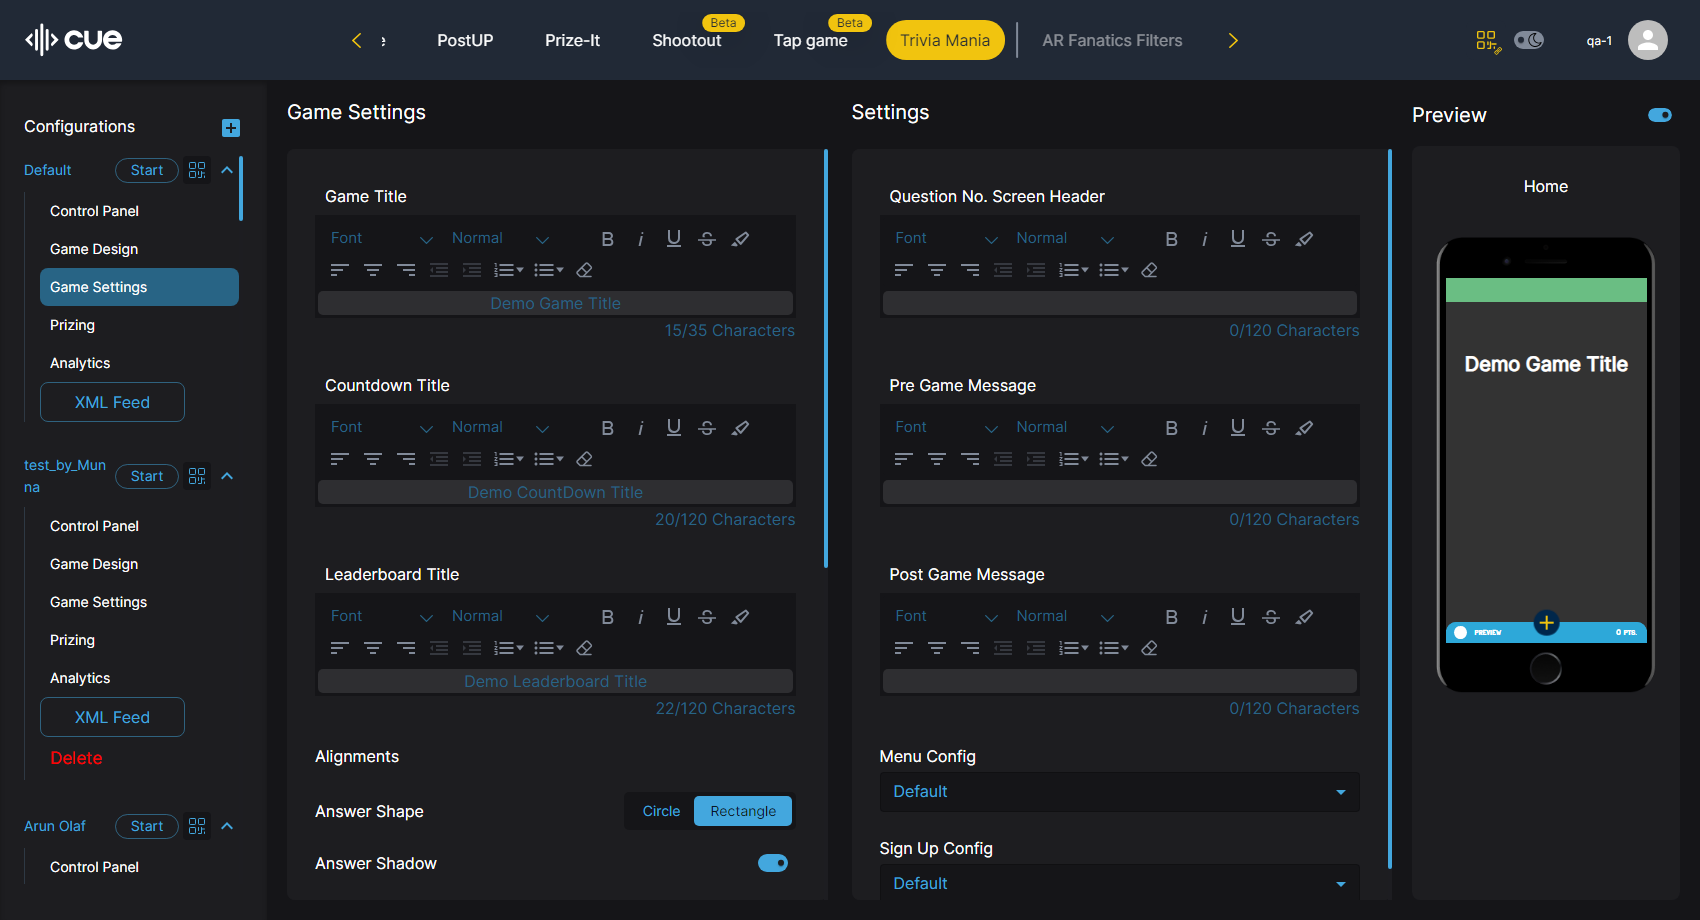 cue
PostUP
Prize-It
Shootout
Beta
Tap game
Beta
Trivia Mania
AR Fanatics Filters
qa-1
Configurations
Default
Start
Control Panel
Game Design
Game Settings
Prizing
Analytics
XML Feed
test_by_Mun
na
Start
Control Panel
Game Design
Game Settings
Prizing
Analytics
XML Feed
Delete
Arun Olaf
Start
Control Panel
Game Settings
Game Title
Font Normal
Demo Game Title
15/35 Characters
Countdown Title
Font Normal
Demo CountDown Title
20/120 Characters
Leaderboard Title
Font Normal
Demo Leaderboard Title
22/120 Characters
Alignments
Answer Shape
Circle Rectangle
Answer Shadow
Settings
Question No. Screen Header
Font Normal
0/120 Characters
Pre Game Message
Font Normal
0/120 Characters
Post Game Message
Font Normal
0/120 Characters
Menu Config
Default
Sign Up Config
Default
Preview
Home
Demo Game Title
PREVIEW
0 PTS.